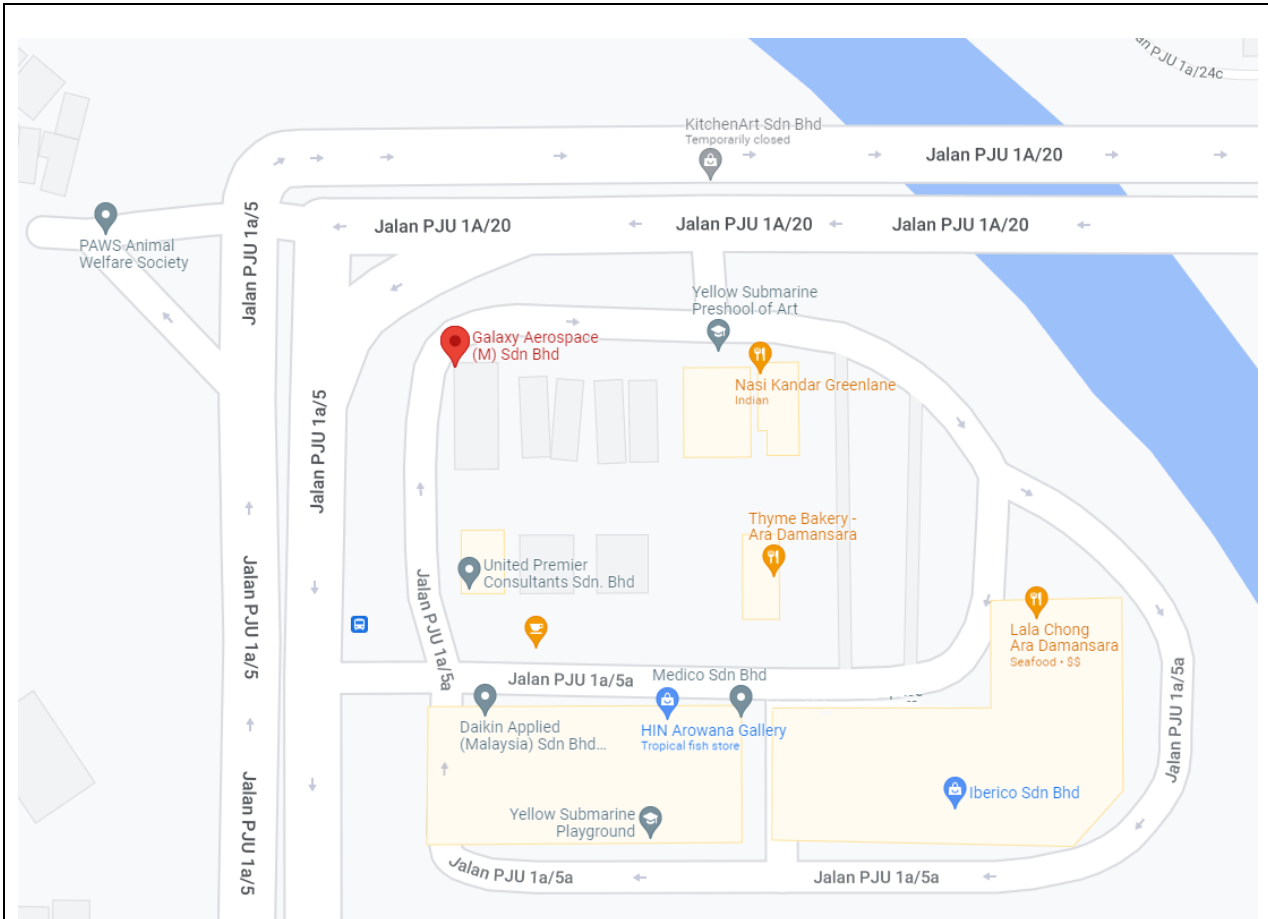 an PJU 1a/24c
KitchenArt Sdn Bhd
Temporarily closed
Jalan PJU 1A/20
PAWS Animal
Welfare Society
Jalan PJU 1a/5
Jalan PJU 1A/20
Jalan PJU 1A/20
Jalan PJU 1A/20
Yellow Submarine
Preshool of Art
Galaxy Aerospace
(M) Sdn Bhd
Nasi Kandar Greenlane
Indian
Jalan PJU 1a/5
Thyme Bakery -
Ara Damansara
United Premier
Consultants Sdn. Bhd
Jalan PJU 1a/5
Jalan PJU 1a/5a
Lala Chong
Ara Damansara
Seafood • $$
Jalan PJU 1a/5a
Medico Sdn Bhd
Jalan PJU 1a/5a
Daikin Applied
(Malaysia) Sdn Bhd...
HIN Arowana Gallery
Tropical fish store
Jalan PJU 1a/5
Iberico Sdn Bhd
Yellow Submarine
Playground
Jalan PJU 1a/5a
Jalan PJU 1a/5a